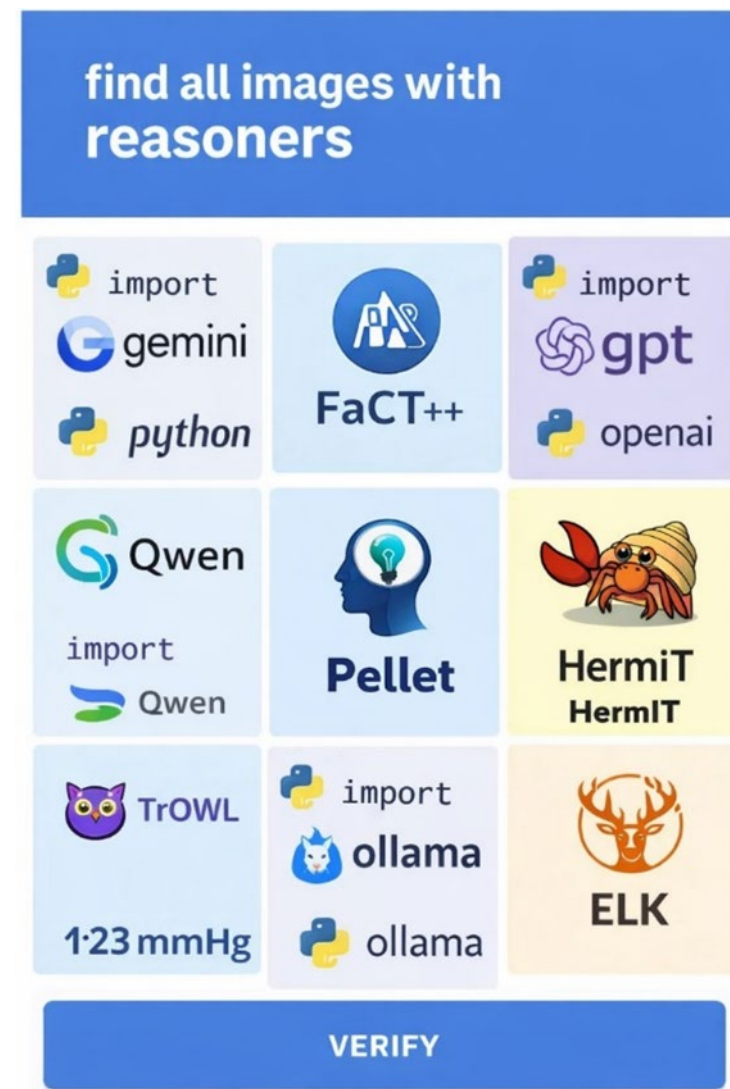 find all images with
reasoners
import
gemini
python
FaCT++
import
gpt
openai
Qwen
import
Qwen
Pellet
HermiT
HermIT
TrOWL
1·23 mmHg
import
ollama
ollama
ELK
VERIFY